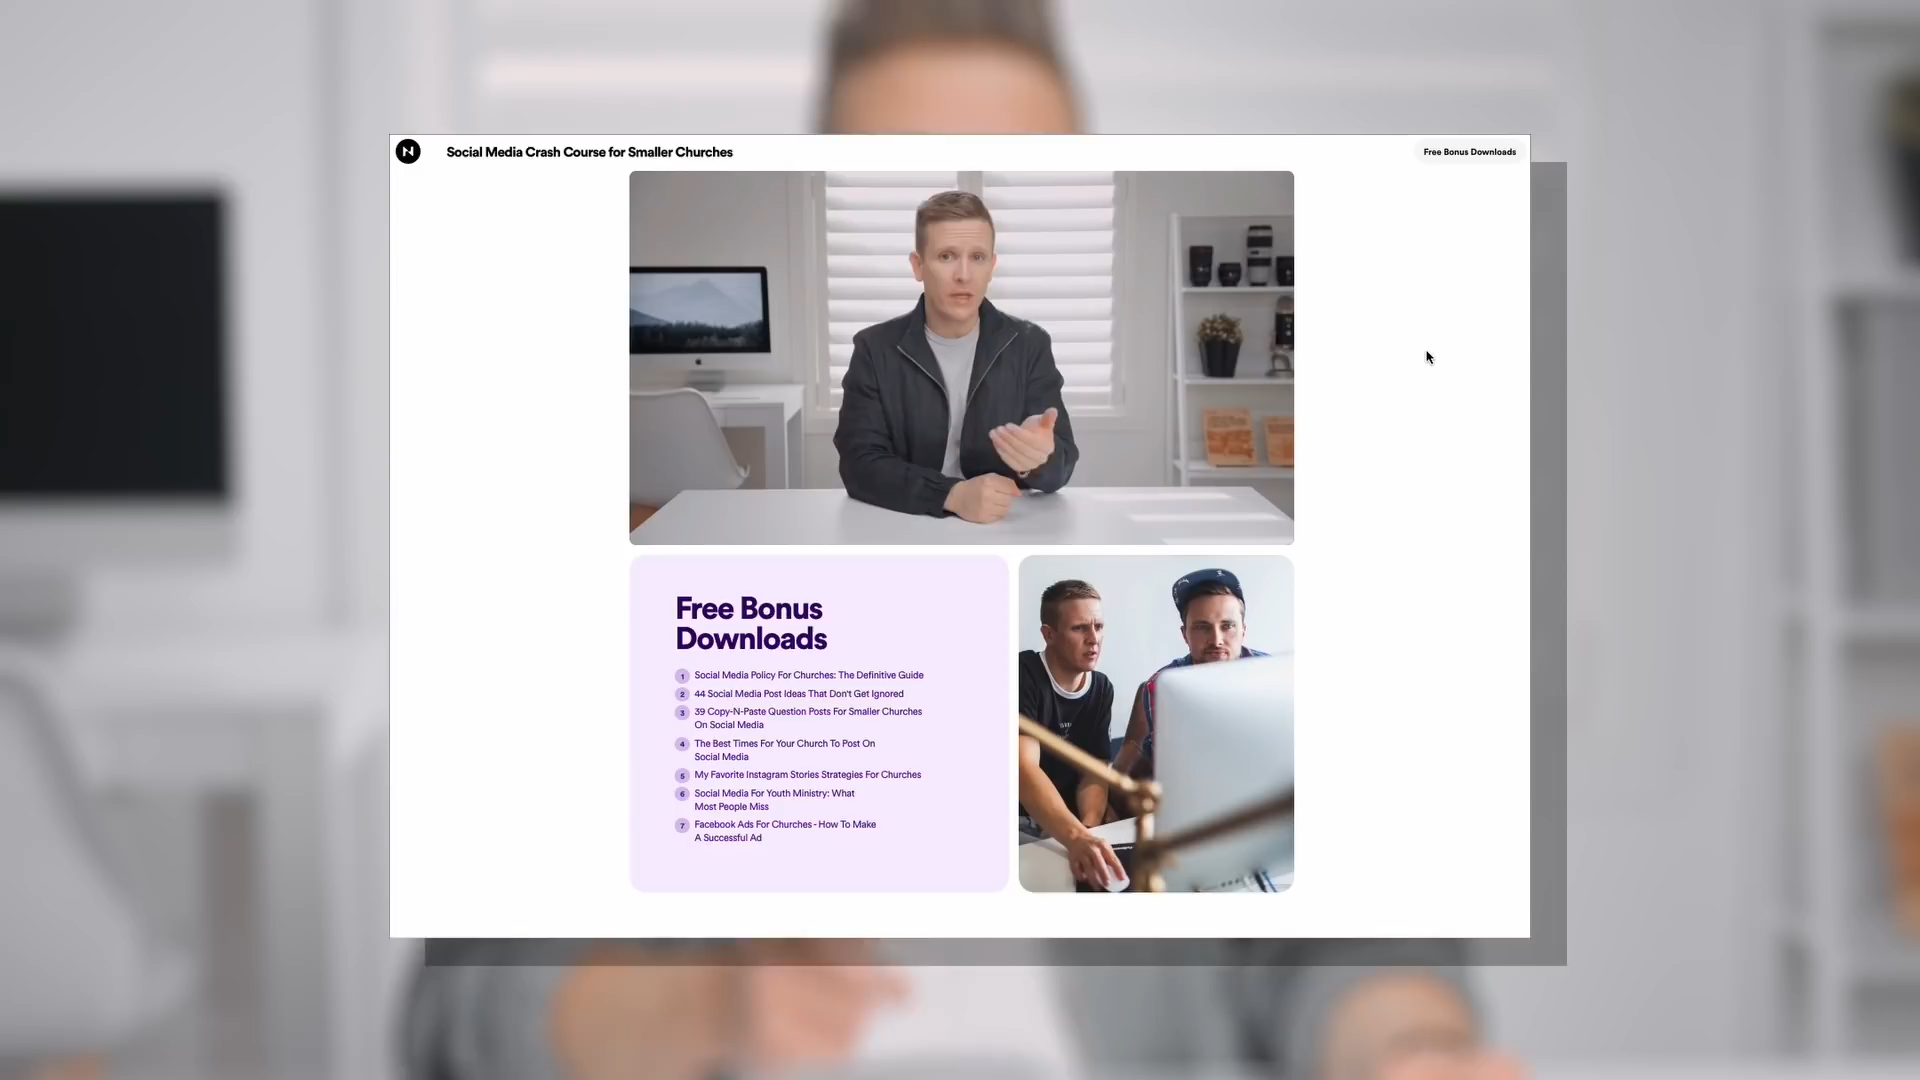 N
Social Media Crash Course for Smaller Churches
Free Bonus Downloads
Free Bonus
Downloads
1 Social Media Policy For Churches: The Definitive Guide
2 44 Social Media Post Ideas That Don't Get Ignored
3 39 Copy-N-Paste Question Posts For Smaller Churches
On Social Media
4 The Best Times For Your Church To Post On
Social Media
5 My Favorite Instagram Stories Strategies For Churches
6 Social Media For Youth Ministry: What
Most People Miss
7 Facebook Ads For Churches - How To Make
A Successful Ad